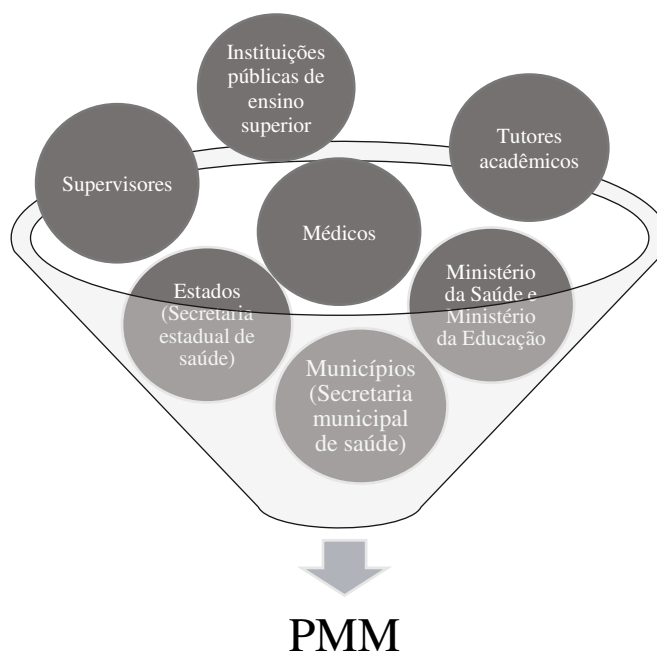 Instituições
públicas de
ensino
superior
Tutores
acadêmicos
Supervisores
Médicos
Ministério
da Saúde e
Ministério
da Educação
Estados
(Secretaria
estadual de
saúde)
Municípios
(Secretaria
municipal
de saúde)
PMM